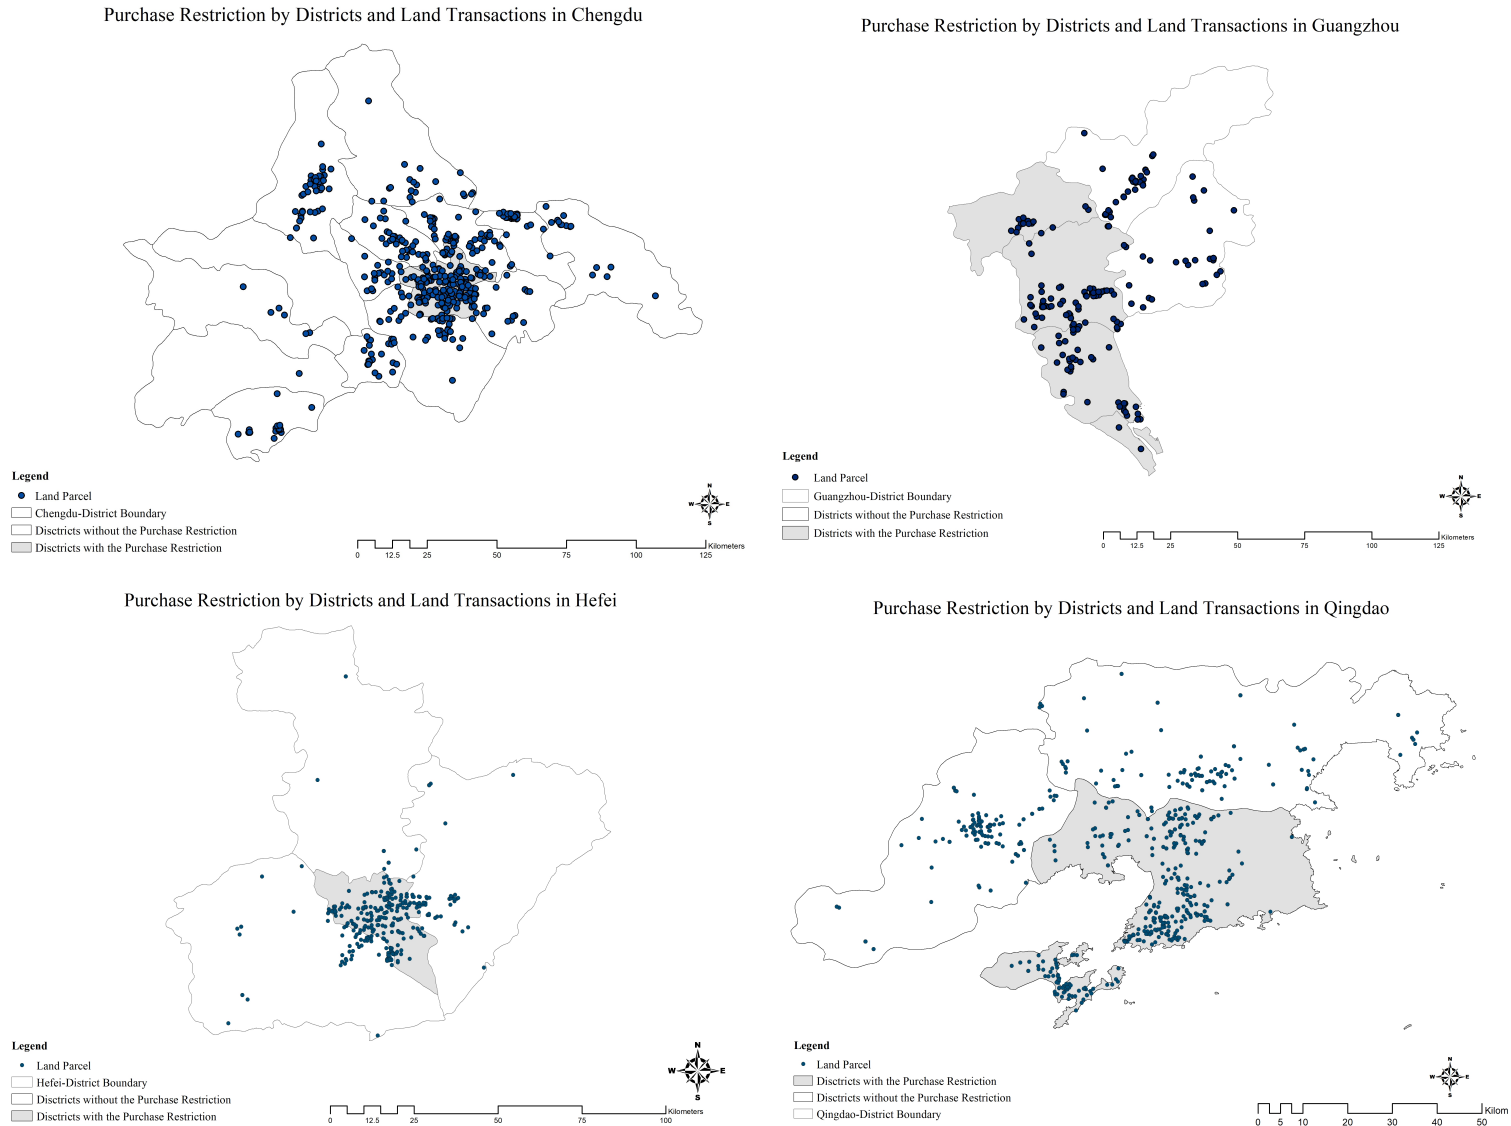 Purchase Restriction by Districts and Land Transactions in Chengdu
Legend
Land Parcel
Chengdu-District Boundary
Disctricts without the Purchase Restriction
Disctricts with the Purchase Restriction
N
W E
S
0 12.5 25 50 75 100 125
Kilometers
Purchase Restriction by Districts and Land Transactions in Guangzhou
Legend
Land Parcel
Guangzhou-District Boundary
Districts without the Purchase Restriction
Districts with the Purchase Restriction
N
W E
S
0 12.5 25 50 75 100 125
Kilometers
Purchase Restriction by Districts and Land Transactions in Hefei
Legend
Land Parcel
Hefei-District Boundary
Disctricts without the Purchase Restriction
Disctricts with the Purchase Restriction
N
W E
S
0 12.5 25 50 75 100
Kilometers
Purchase Restriction by Districts and Land Transactions in Qingdao
Legend
Land Parcel
Disctricts with the Purchase Restriction
Disctricts without the Purchase Restriction
Qingdao-District Boundary
N
W E
S
0 5 10 20 30 40 50
Kilom